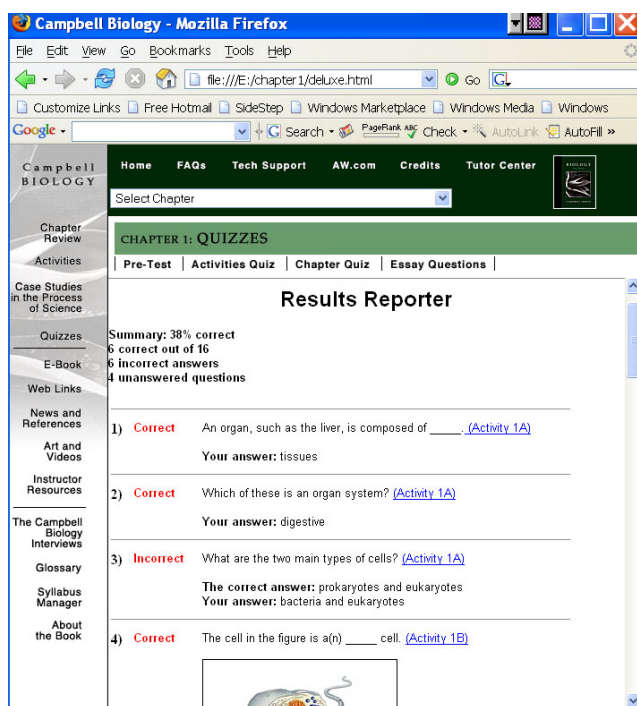 Campbell Biology - Mozilla Firefox
File Edit View Go Bookmarks Tools Help
file:///E:/chapter1/deluxe.html Go G
Customize Links Free Hotmail SideStep Windows Marketplace Windows Media Windows
Google - G Search PageRank ABC Check AutoLink AutoFill »
Campbell
BIOLOGY
Home FAQs Tech Support AW.com Credits Tutor Center
BIOLOGY
Select Chapter
CHAPTER 1: QUIZZES
Pre-Test | Activities Quiz | Chapter Quiz | Essay Questions |
Chapter
Review
Activities
Case Studies
in the Process
of Science
Quizzes
E-Book
Web Links
News and
References
Art and
Videos
Instructor
Resources
The Campbell
Biology
Interviews
Glossary
Syllabus
Manager
About
the Book
Results Reporter
Summary: 38% correct
6 correct out of 16
6 incorrect answers
4 unanswered questions
1) Correct An organ, such as the liver, is composed of _____. (Activity 1A)
Your answer: tissues
2) Correct Which of these is an organ system? (Activity 1A)
Your answer: digestive
3) Incorrect What are the two main types of cells? (Activity 1A)
The correct answer: prokaryotes and eukaryotes
Your answer: bacteria and eukaryotes
4) Correct The cell in the figure is a(n) _____ cell. (Activity 1B)